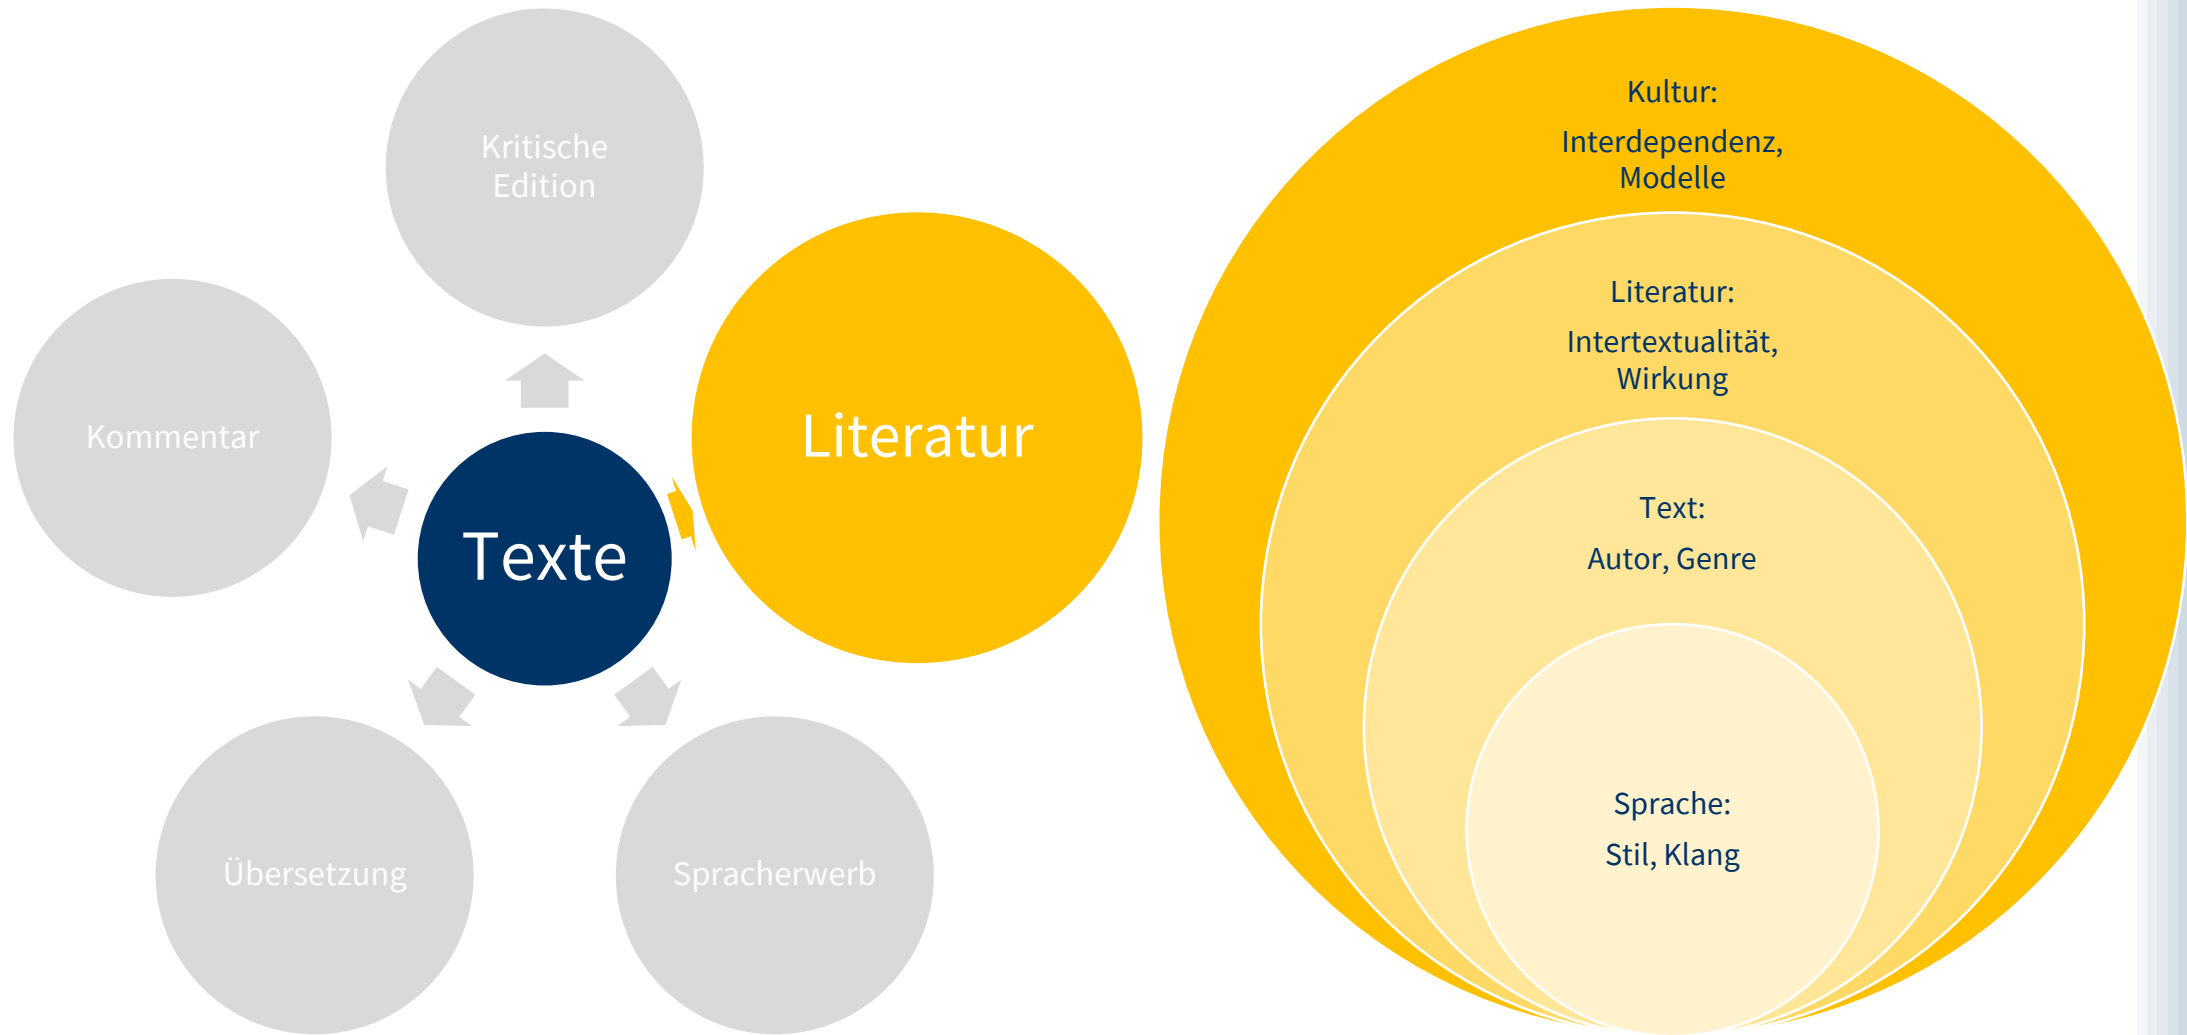 Kritische
Edition
Kommentar
Literatur
Texte
Übersetzung
Spracherwerb
Kultur:
Interdependenz,
Modelle
Literatur:
Intertextualität,
Wirkung
Text:
Autor, Genre
Sprache:
Stil, Klang